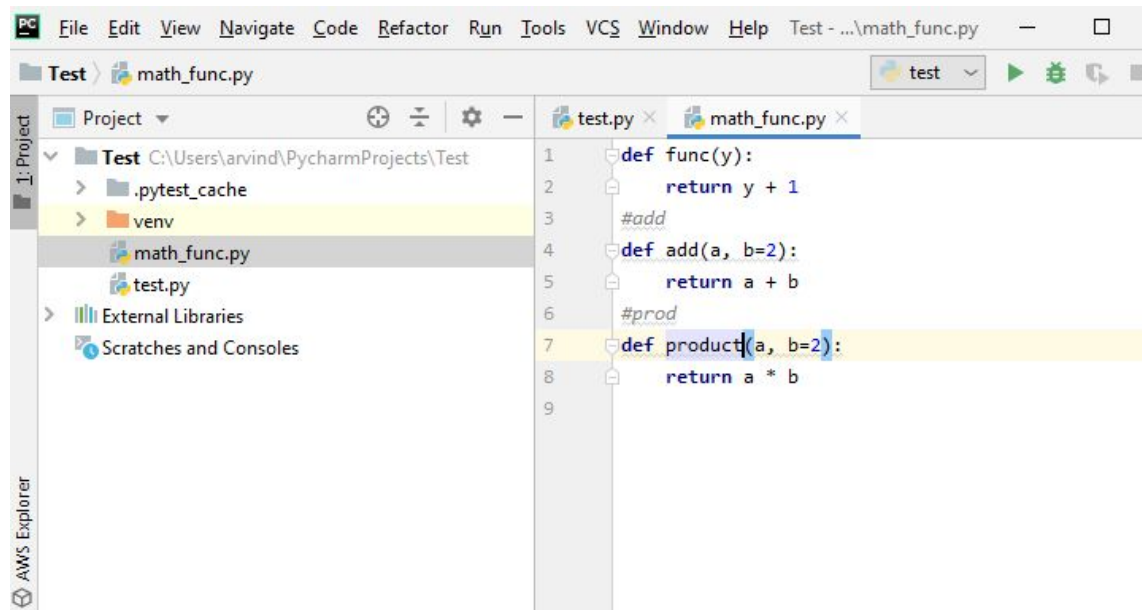 PC File Edit View Navigate Code Refactor Run Tools VCS Window Help Test - ...\math_func.py
Test math_func.py test
1: Project
Project
Test C:\Users\arvind\PycharmProjects\Test
.pytest_cache
venv
math_func.py
test.py
External Libraries
Scratches and Consoles
AWS Explorer
test.py math_func.py
1 def func(y):
2 return y + 1
3 #add
4 def add(a, b=2):
5 return a + b
6 #prod
7 def product(a, b=2):
8 return a * b
9